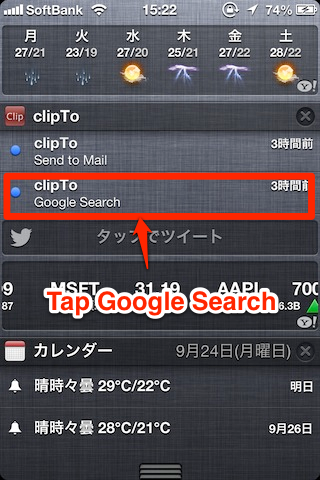 SoftBank 15:22 74%
月 火 水 木 金 土
27/21 23/19 27/21 25/21 22/21 28/22
Y!
Clip clipTo
clipTo 3時間前
Send to Mail
clipTo 3時間前
Google Search
タップでツイート
MSFT 31.19 AAPL 700
Tap Google Search
6.3B
Y!
カレンダー 9月24日(月曜日)
晴時々曇 29°C/22°C 明日
晴時々曇 28°C/21°C 9月26日